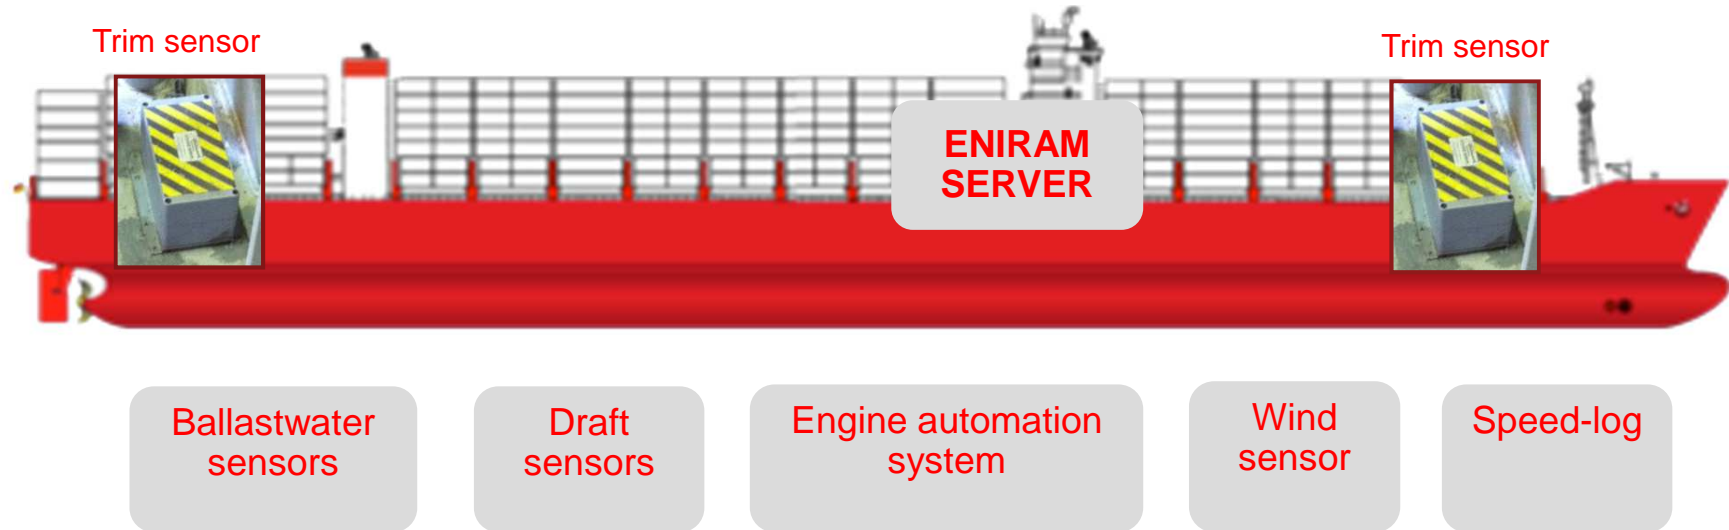 Trim sensor
Trim sensor
ENIRAM
SERVER
Ballastwater
sensors
Draft
sensors
Engine automation
system
Wind
sensor
Speed-log